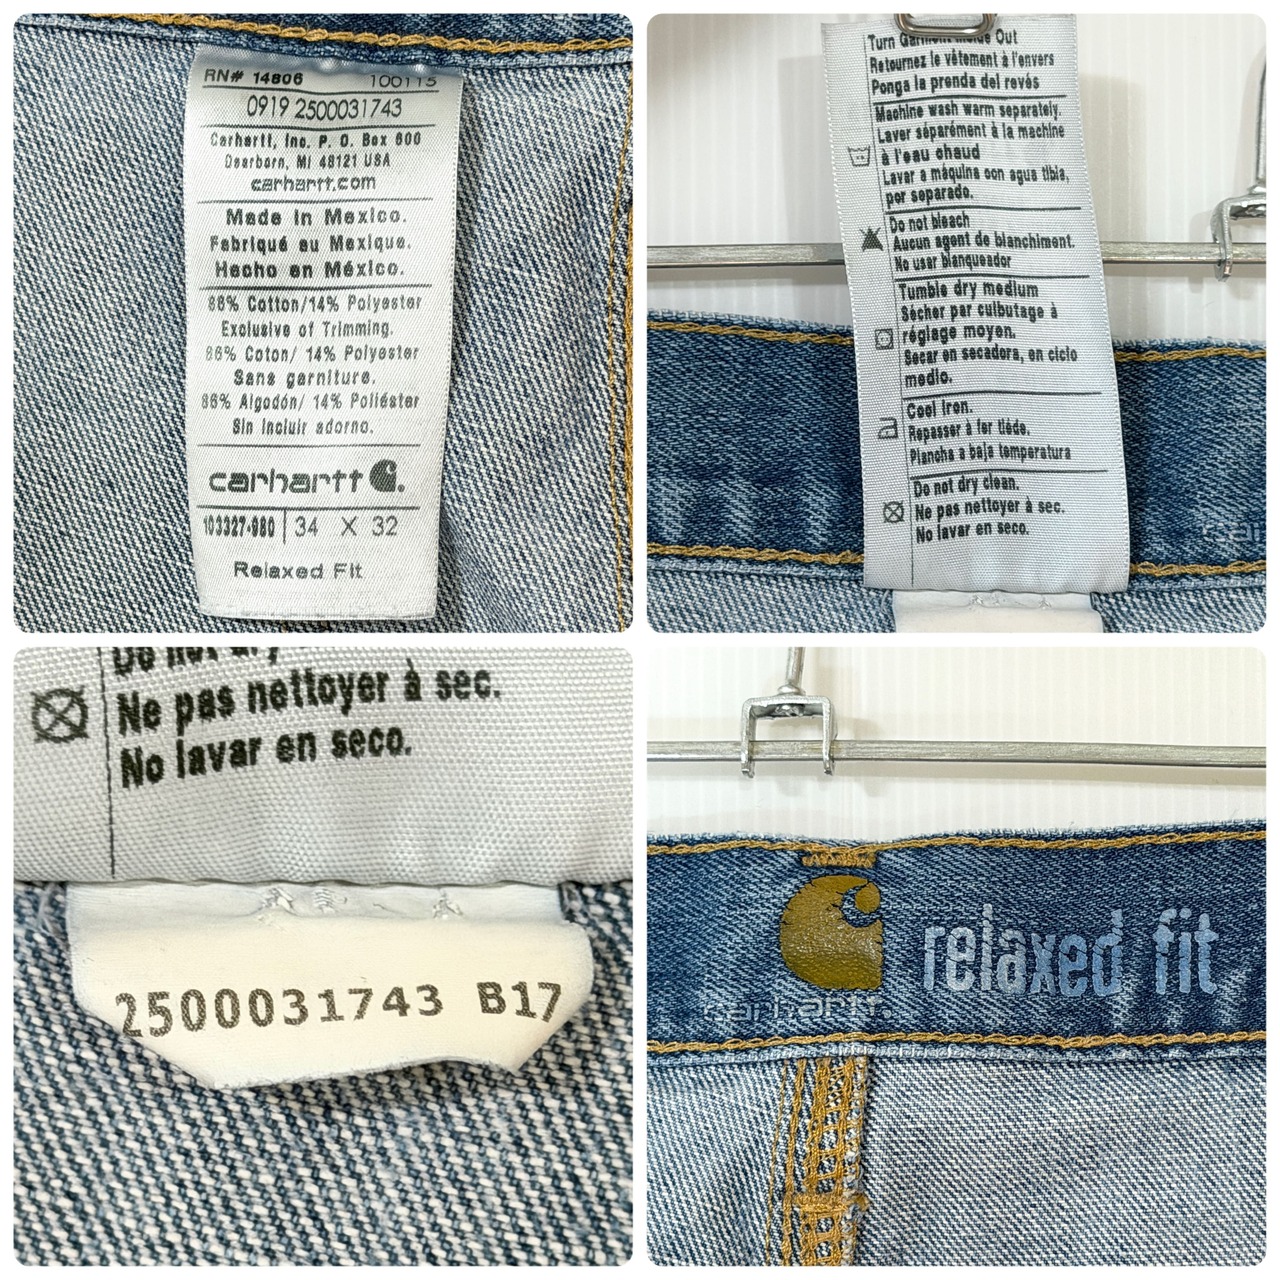 RN# 14806 100115
0919 2500031743
Carhartt, Inc. P. O. Box 600
Dearborn, MI 48121 USA
carhartt.com
Made in Mexico.
Fabriqué au Mexique.
Hecho en México.
86% Cotton/14% Polyester
Exclusive of Trimming.
86% Coton/ 14% Polyester
Sans garniture.
86% Algodón/ 14% Poliéster
Sin Incluir adorno.
carhartt
103327-980 34 X 32
Relaxed Fit
Turn Garment Inside Out
Retournez le vêtement à l'envers
Ponga la prenda del revés
Machine wash warm separately.
Laver séparément à la machine
à l'eau chaud
Lavar a máquina con agua tibia,
por separado.
Do not bleach
Aucun agent de blanchiment.
No usar blanqueador
Tumble dry medium
Sécher par culbutage à
réglage moyen.
Secar en secadora, en ciclo
medio.
Cool Iron.
Repasser à fer tiède.
Plancha a baja temperatura
Do not dry clean.
Ne pas nettoyer à sec.
No lavar en seco.
Do not dry
Ne pas nettoyer à sec.
No lavar en seco.
2500031743 B17
relaxed fit
carhartt.